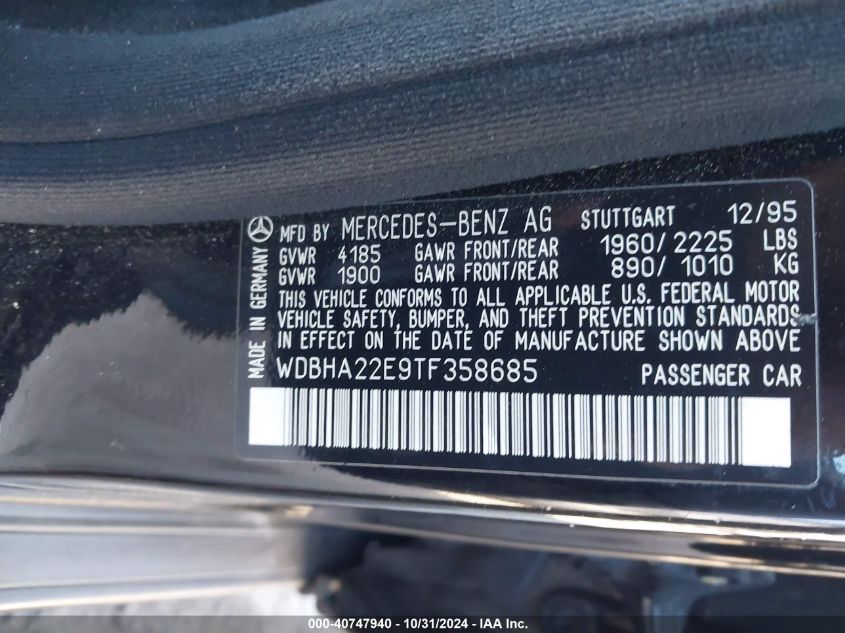 MADE IN GERMANY
MFD BY MERCEDES-BENZ AG STUTTGART 12/95
GVWR 4185 GAWR FRONT/REAR 1960/2225 LBS
GVWR 1900 GAWR FRONT/REAR 890/1010 KG
THIS VEHICLE CONFORMS TO ALL APPLICABLE U.S. FEDERAL MOTOR
VEHICLE SAFETY, BUMPER, AND THEFT PREVENTION STANDARDS
IN EFFECT ON THE DATE OF MANUFACTURE SHOWN ABOVE.
WDBHA22E9TF358685 PASSENGER CAR
000-40747940 - 10/31/2024 - IAA Inc.